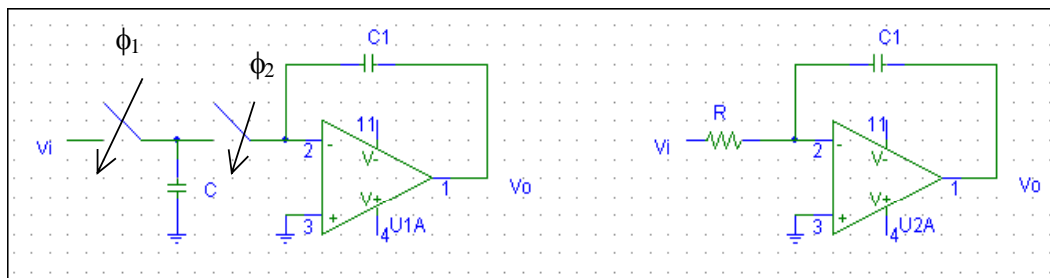 ϕ1
ϕ2
C1
Vi
C
2
3
11
V-
V+
-
+
4
U1A
1
Vo
C1
R
Vi
2
3
11
V-
V+
-
+
4
U2A
1
Vo